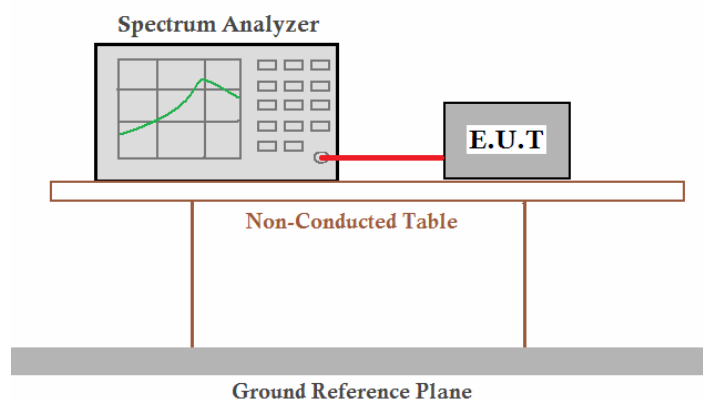 Spectrum Analyzer
E.U.T
Non-Conducted Table
Ground Reference Plane